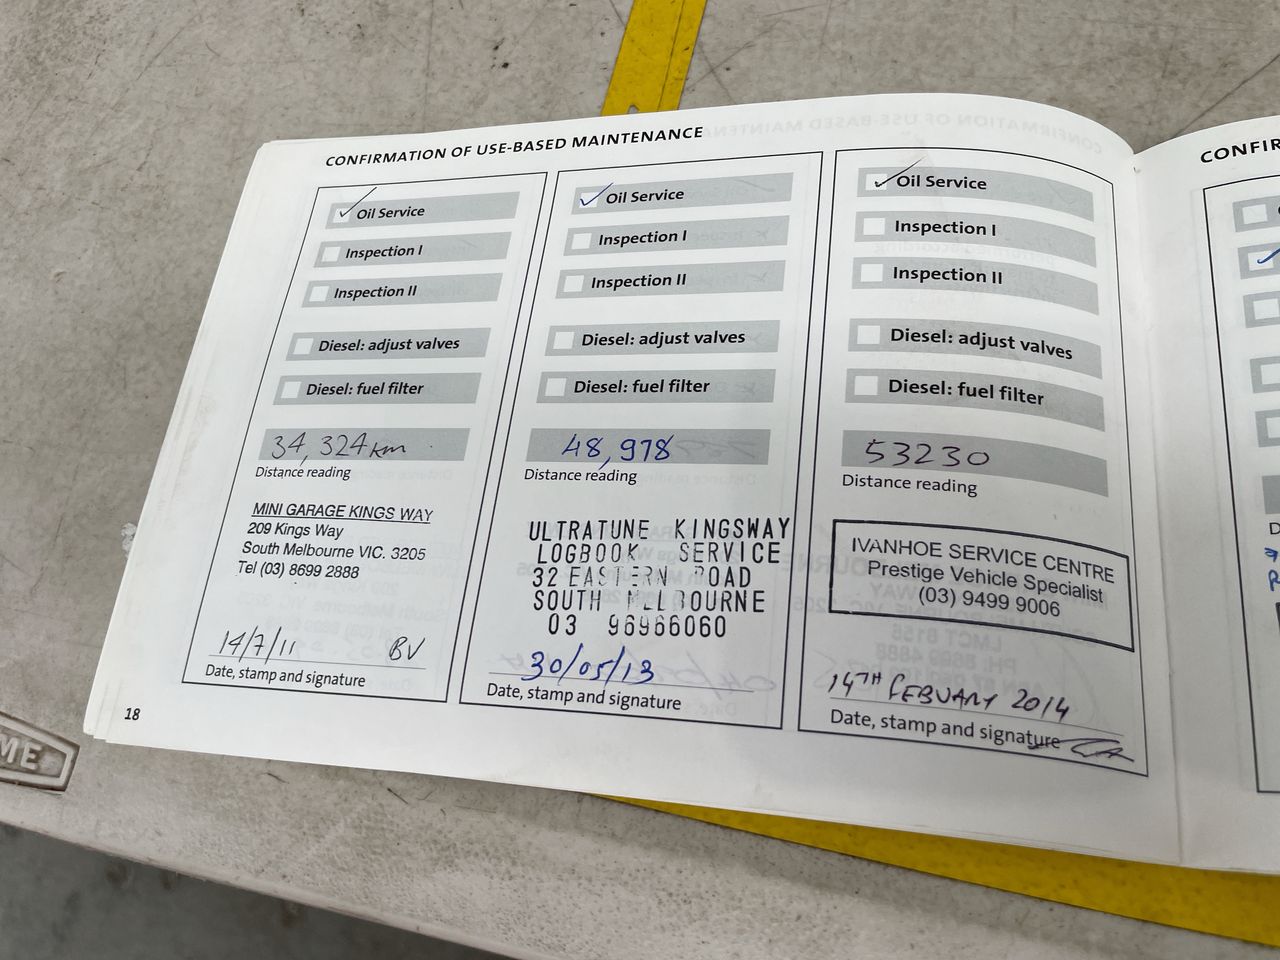 CONFIRMATION OF USE-BASED MAINTENANCE
Oil Service
Inspection I
Inspection II
Diesel: adjust valves
Diesel: fuel filter
34,324km
Distance reading
MINI GARAGE KINGS WAY
209 Kings Way
South Melbourne VIC. 3205
Tel (03) 8699 2888
14/7/11 BV
Date, stamp and signature
18
Oil Service
Inspection I
Inspection II
Diesel: adjust valves
Diesel: fuel filter
48,978
Distance reading
ULTRATUNE KINGSWAY
LOGBOOK SERVICE
32 EASTERN ROAD
SOUTH MELBOURNE
03 96966060
30/05/13
Date, stamp and signature
Oil Service
Inspection I
Inspection II
Diesel: adjust valves
Diesel: fuel filter
53230
Distance reading
IVANHOE SERVICE CENTRE
Prestige Vehicle Specialist
(03) 9499 9006
14TH FEBUARY 2014
Date, stamp and signature
CONFIR
Dis
ME